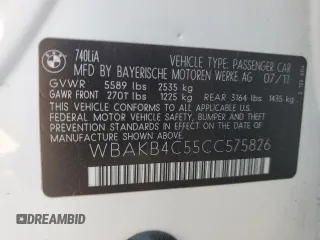 740LiA
VEHICLE TYPE PASSENGER CAR
MFD BY BAYERISCHE MOTOREN WERKE AG 07/11
GVWR 5589 lbs 2535 kg
GAWR FRONT 2701 lbs 1225 kg REAR 3164 lbs 1435 kg
THIS VEHICLE CONFORMS TO ALL APPLICABLE U.S.
FEDERAL MOTOR VEHICLE SAFETY, BUMPER, AND
THEFT PREVENTION STANDARDS IN EFFECT ON THE
DATE OF MANUFACTURE SHOWN ABOVE.
WBAKB4C55CC575826
DREAMBID